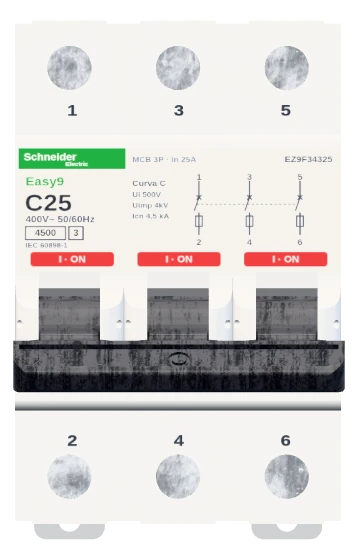 1 3 5
Schneider
Electric
MCB 3P · In 25A
EZ9F34325
Easy9
Curva C
C25
Ui 500V
400V~ 50/60Hz
Uimp 4kV
4500 3
Icn 4,5 kA
IEC 60898-1
1 3 5
2 4 6
I · ON I · ON I · ON
2 4 6